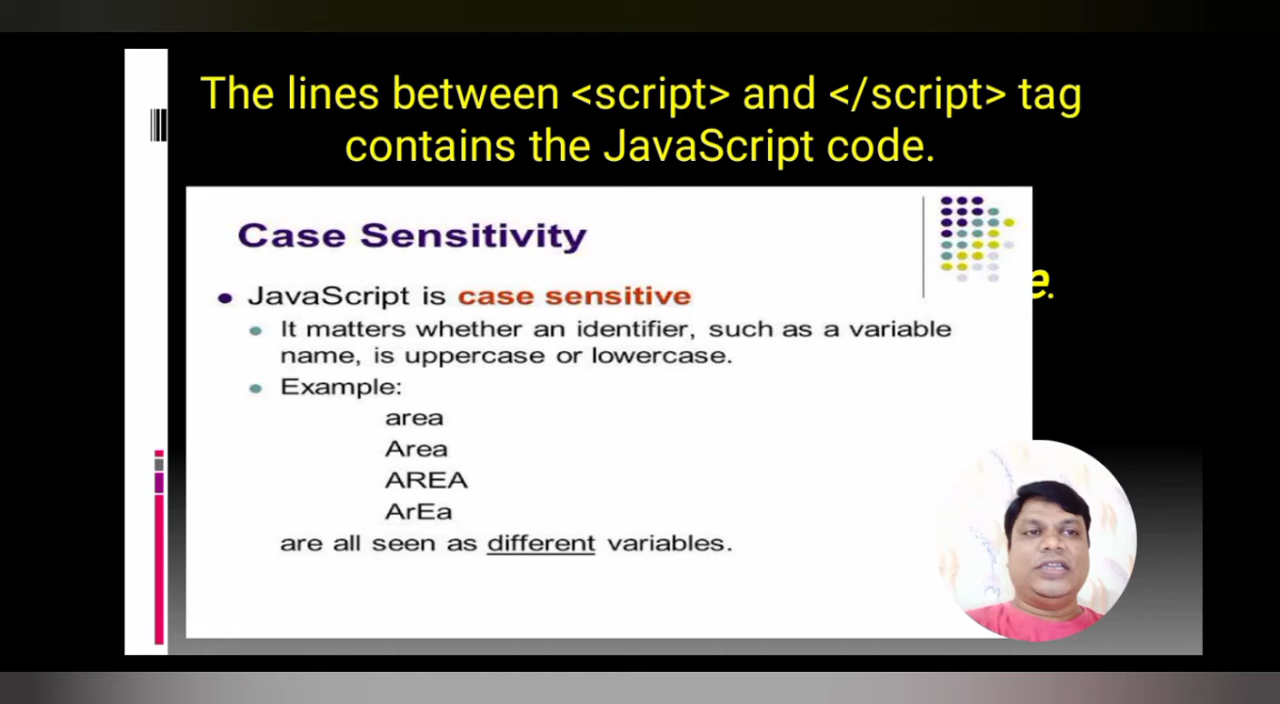 The lines between <script> and </script> tag
contains the JavaScript code.
Case Sensitivity
e.
JavaScript is case sensitive
It matters whether an identifier, such as a variable
name, is uppercase or lowercase.
Example:
area
Area
AREA
ArEa
are all seen as different variables.